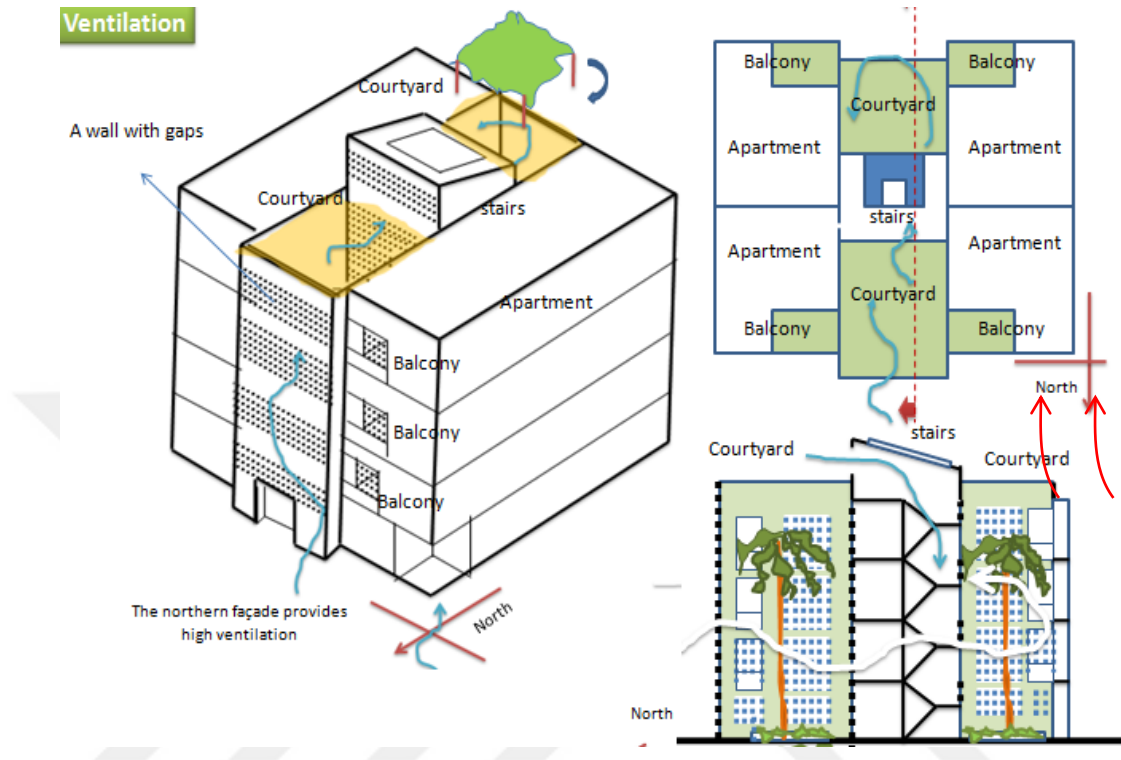 Ventilation
Courtyard
A wall with gaps
Courtyard
stairs
Apartment
Balcony
Balcony
Balcony
The northern façade provides
high ventilation
North
Balcony
Balcony
Courtyard
Apartment
Apartment
stairs
Apartment
Apartment
Courtyard
Balcony
Balcony
North
stairs
Courtyard
Courtyard
North